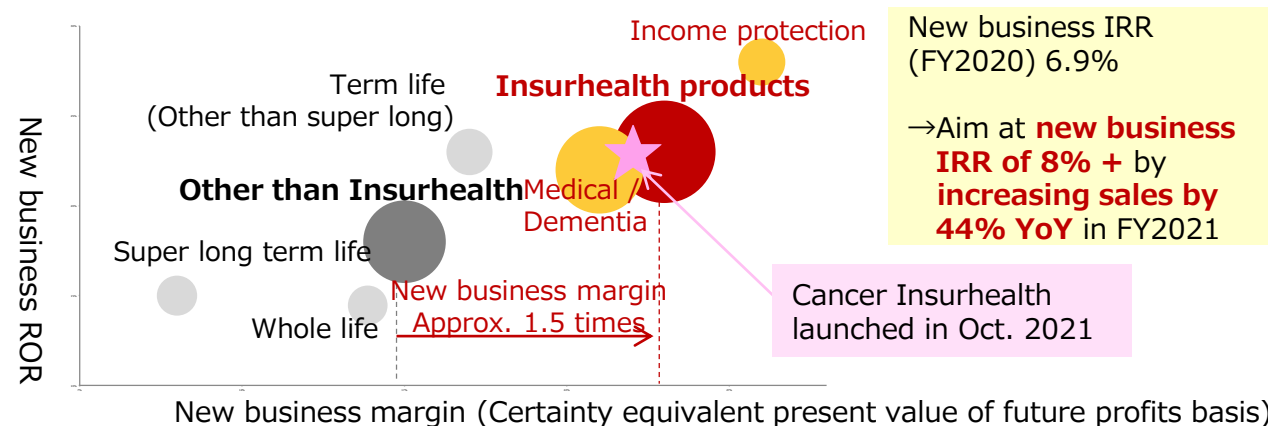 New business ROR
Income protection
Term life
(Other than super long)
Insurhealth products
Other than Insurhealth
Medical /
Dementia
Super long term life
Whole life
New business margin
Approx. 1.5 times
New business margin (Certainty equivalent present value of future profits basis)
New business IRR
(FY2020) 6.9%
→Aim at new business
IRR of 8% + by
increasing sales by
44% YoY in FY2021
Cancer Insurhealth
launched in Oct. 2021